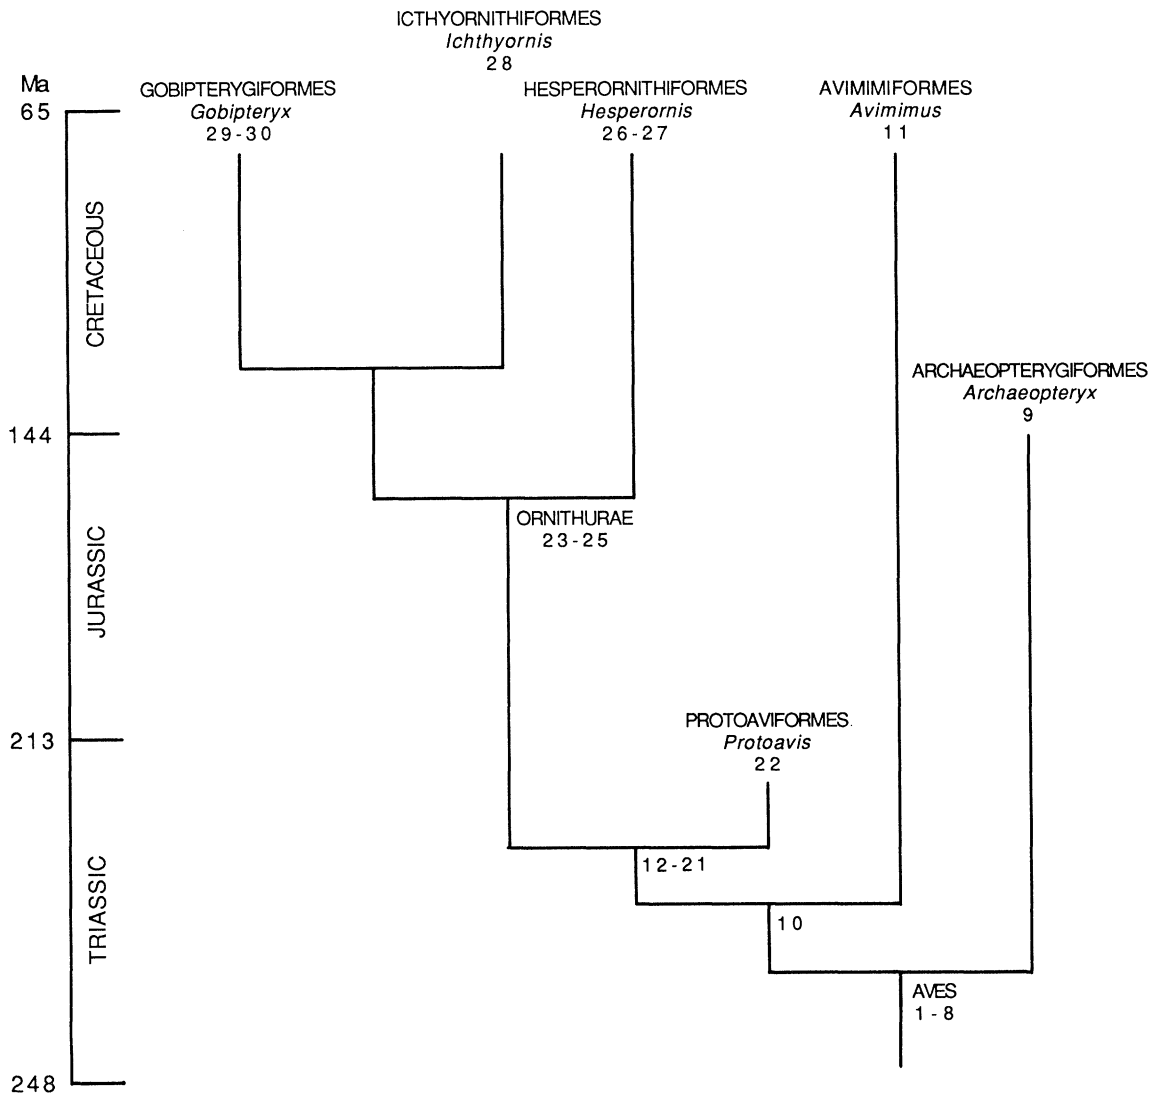 ICTHYORNITHIFORMES
Ichthyornis
28
Ma
65
GOBIPTERYGIFORMES
Gobipteryx
29-30
HESPERORNITHIFORMES
Hesperornis
26-27
AVIMIMIFORMES
Avimimus
11
CRETACEOUS
ARCHAEOPTERYGIFORMES
Archaeopteryx
9
144
ORNITHURAE
23-25
JURASSIC
PROTOAVIFORMES
Protoavis
22
213
12-21
TRIASSIC
10
AVES
1-8
248